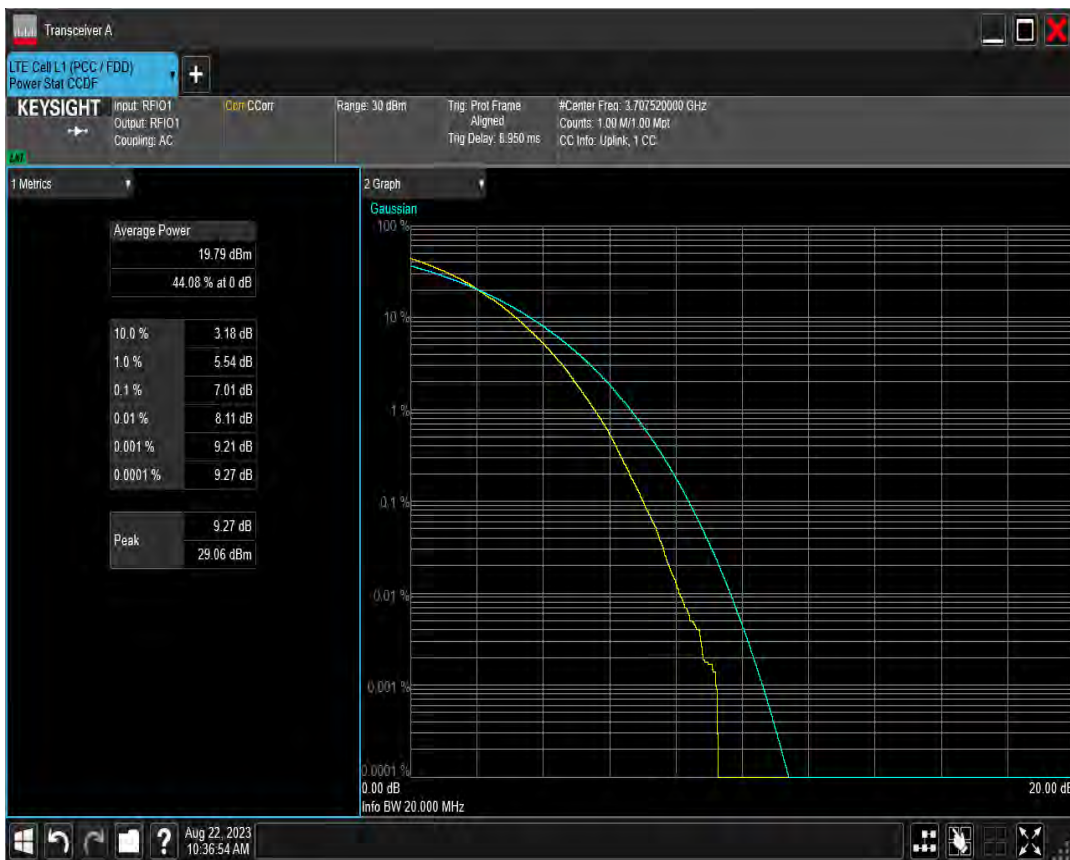 Transceiver A
LTE Cell L1 (PCC / FDD)
Power Stat CCDF
+
KEYSIGHT
Input: RFIO1
Output: RFIO1
Coupling: AC
Corr CCorr
Range: 30 dBm
Trig: Prot Frame
Aligned
Trig Delay: 8.950 ms
#Center Freq: 3.707520000 GHz
Counts: 1.00 M/1.00 Mpt
CC Info: Uplink, 1 CC
1 Metrics
Average Power
19.79 dBm
44.08 % at 0 dB
10.0 % 3.18 dB
1.0 % 5.54 dB
0.1 % 7.01 dB
0.01 % 8.11 dB
0.001 % 9.21 dB
0.0001 % 9.27 dB
Peak
9.27 dB
29.06 dBm
2 Graph
Gaussian
100 %
10 %
1 %
0.1 %
0.01 %
0.001 %
0.0001 %
0.00 dB
20.00 dB
Info BW 20.000 MHz
?
Aug 22, 2023
10:36:54 AM